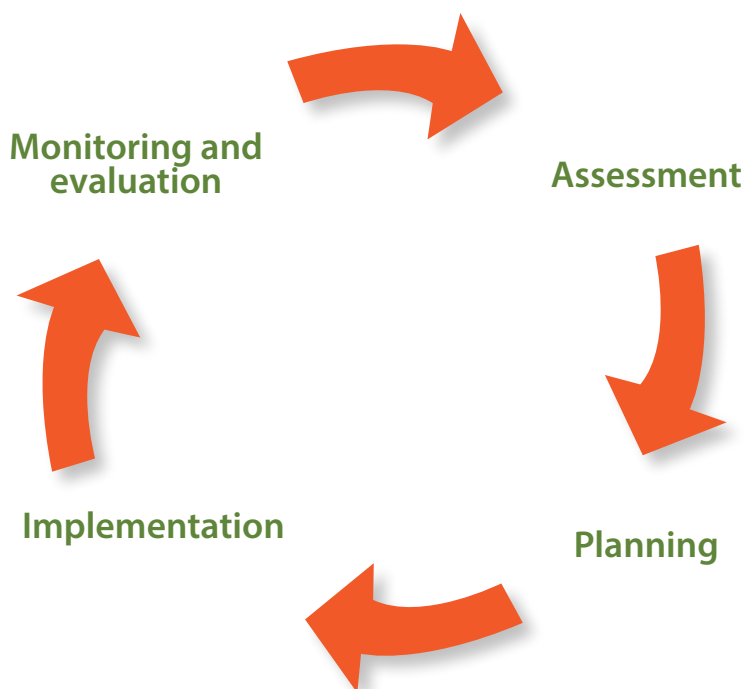 Monitoring and
evaluation
Assessment
Implementation
Planning